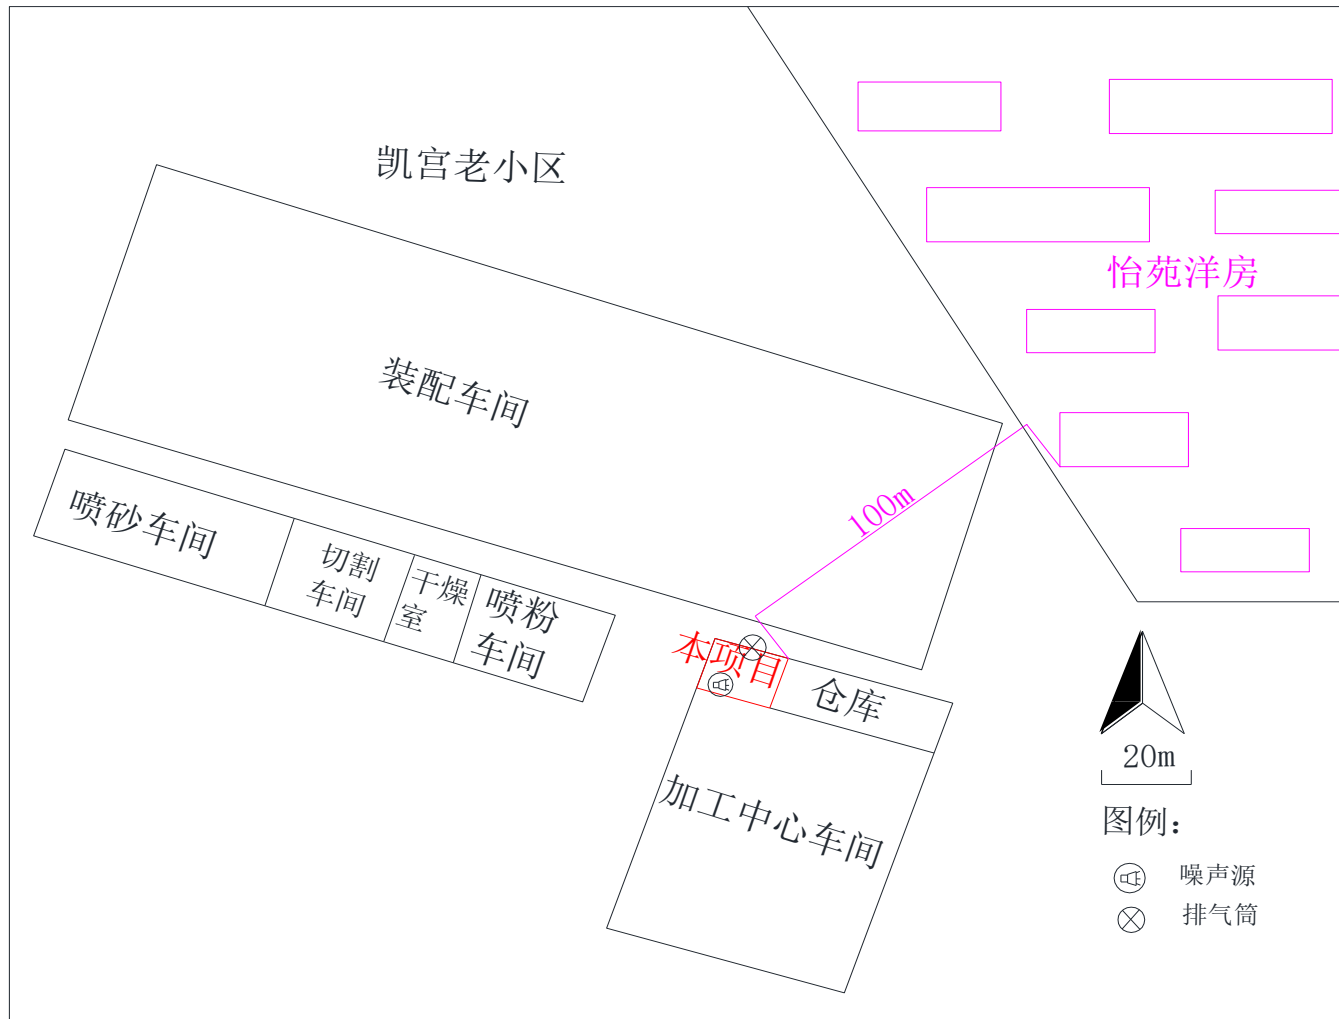 凯宫老小区
怡苑洋房
装配车间
100m
喷砂车间
切割
车间
干燥
室
喷粉
车间
本项目
仓库
加工中心车间
20m
图例：
噪声源
排气筒